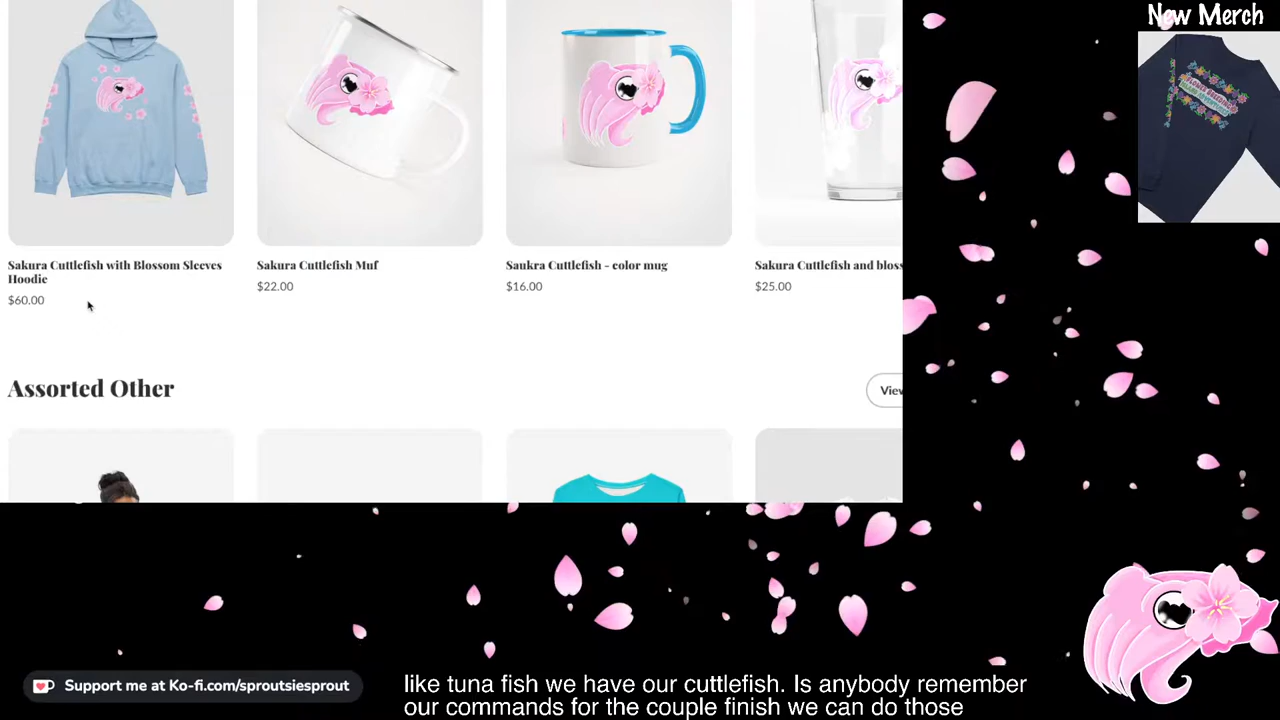 New Merch
Sakura Cuttlefish with Blossom Sleeves
Hoodie
$60.00
Sakura Cuttlefish Muf
$22.00
Saukra Cuttlefish - color mug
$16.00
Sakura Cuttlefish and bloss
$25.00
Assorted Other
View
Support me at Ko-fi.com/sproutsiesprout
like tuna fish we have our cuttlefish. Is anybody remember
our commands for the couple finish we can do those